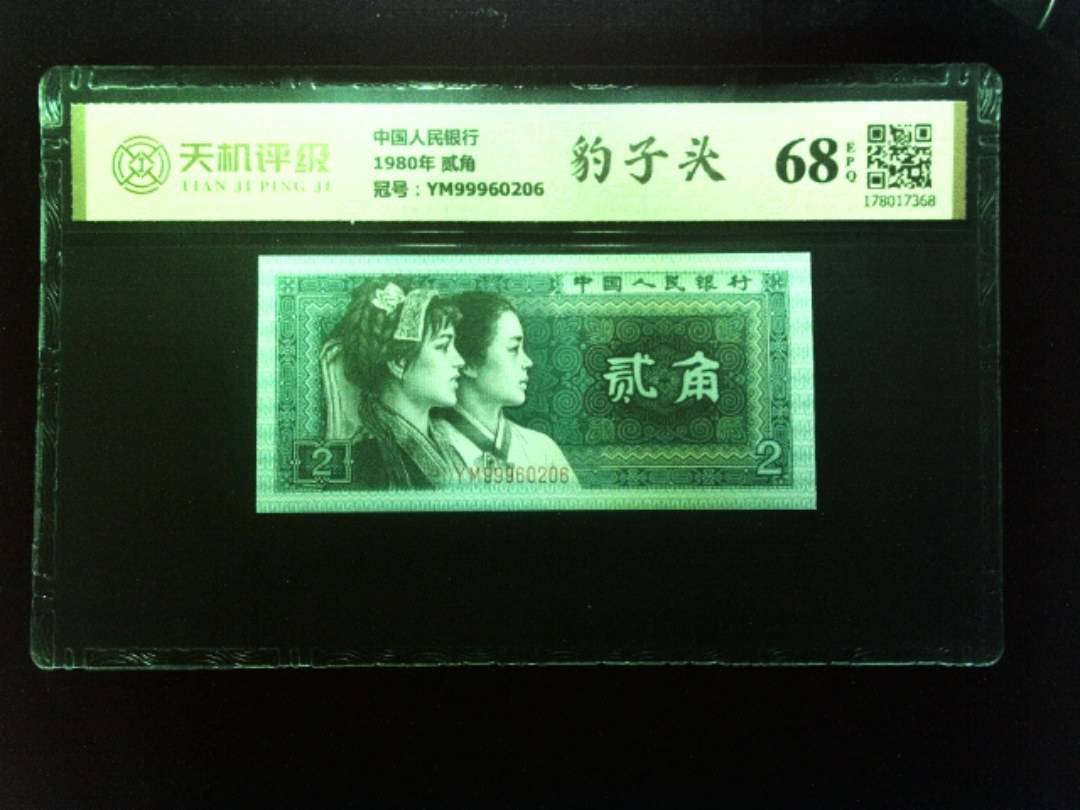 天机评级
TIAN JI PING JI
中国人民银行
1980年 贰角
冠号：YM99960206
豹子头
68
EPQ
178017368
中国人民银行
贰角
2
YM99960206
2